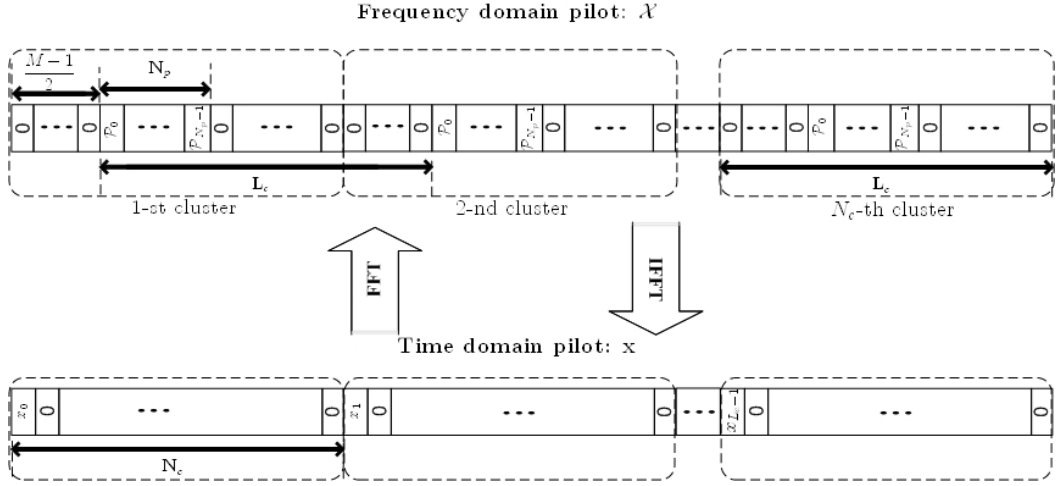 Frequency domain pilot: 𝒳
M − 1
2
N_p
0 ··· 0 𝒫_0 ··· 𝒫_{N_p−1} 0 ··· 0 0 ··· 0 𝒫_0 ··· 𝒫_{N_p−1} 0 ··· 0 ··· 0 ··· 0 𝒫_0 ··· 𝒫_{N_p−1} 0 ··· 0
L_c L_c
1-st cluster 2-nd cluster N_c-th cluster
FFT IFFT
Time domain pilot: x
x_0 0 ··· 0 x_1 0 ··· 0 ··· x_{L_c−1} 0 ··· 0
N_c